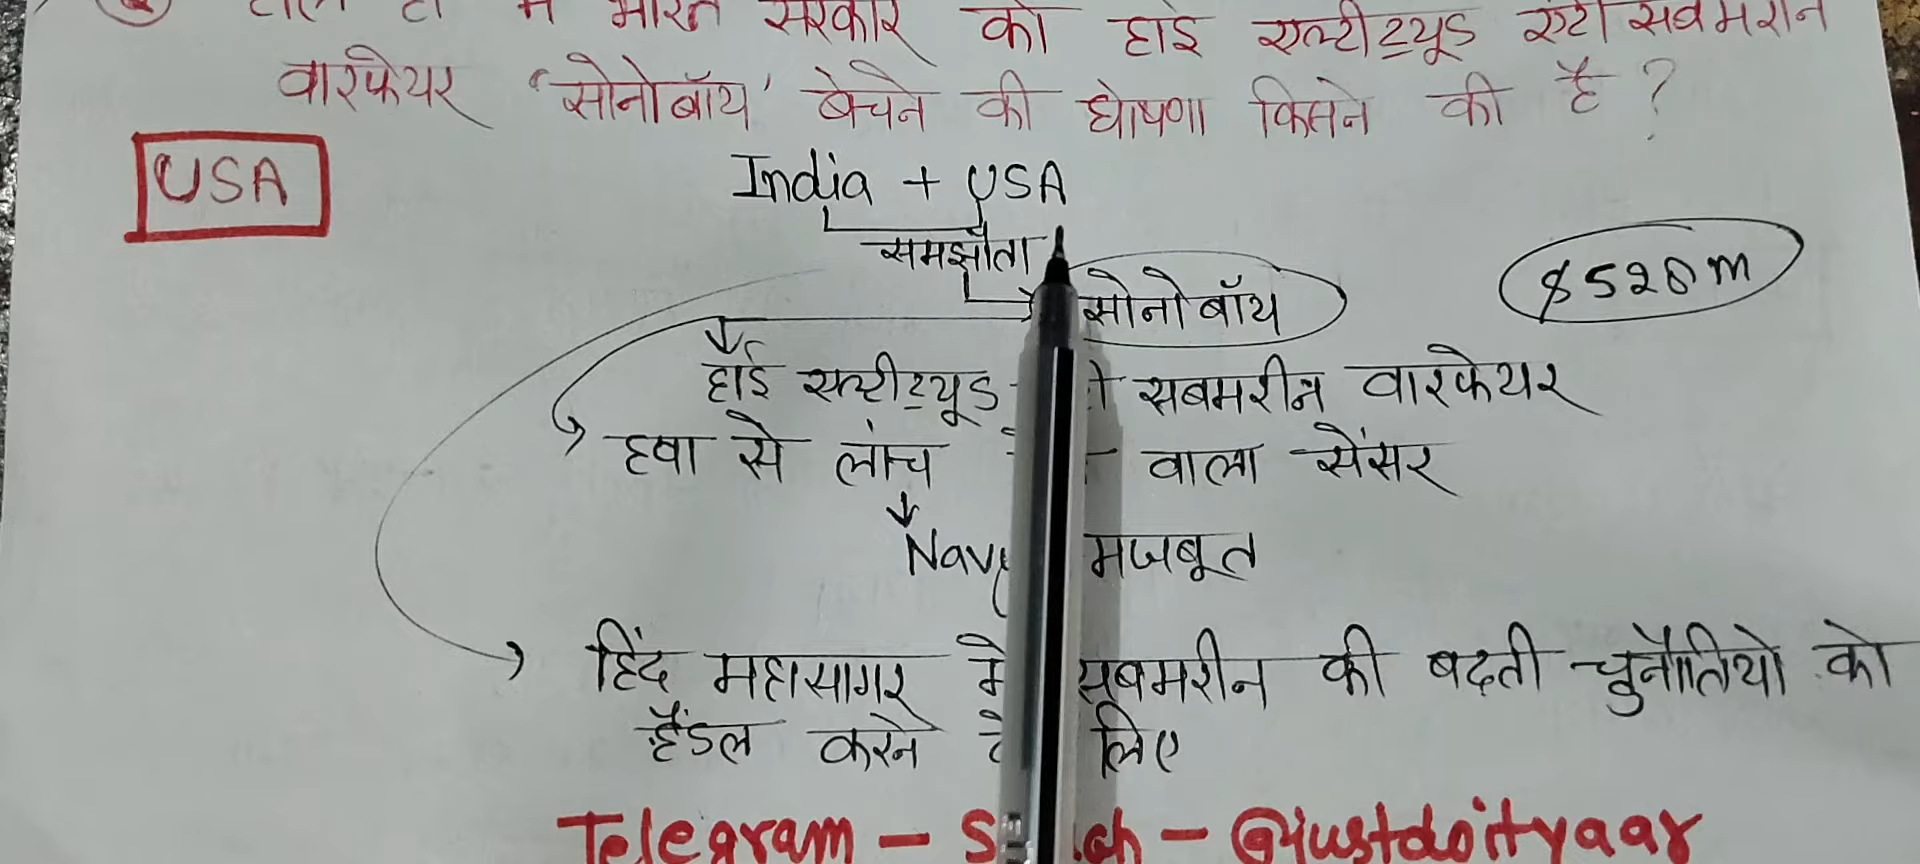 हाल ही में भारत सरकार को हाई एल्टीट्यूड एंटी सबमरीन
वारफेयर 'सोनोबॉय' बेचने की घोषणा किसने की है ?
USA
India + USA
समझौता
सोनोबॉय
$ 526 m
हाई एल्टीट्यूड सबमरीन वारफेयर
हवा से लांच वाला सेंसर
Navy मजबूत
हिंद महासागर में सबमरीन की बढ़ती चुनौतियो को
हैंडल करने लिए
Telegram - - @justdoityaar